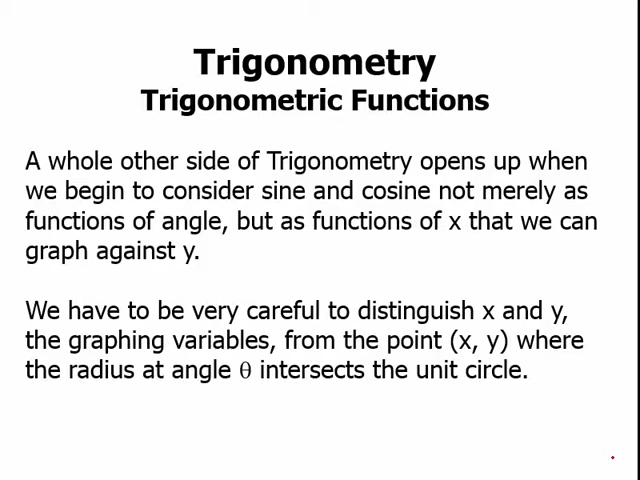 Trigonometry
Trigonometric Functions
A whole other side of Trigonometry opens up when
we begin to consider sine and cosine not merely as
functions of angle, but as functions of x that we can
graph against y.
We have to be very careful to distinguish x and y,
the graphing variables, from the point (x, y) where
the radius at angle θ intersects the unit circle.